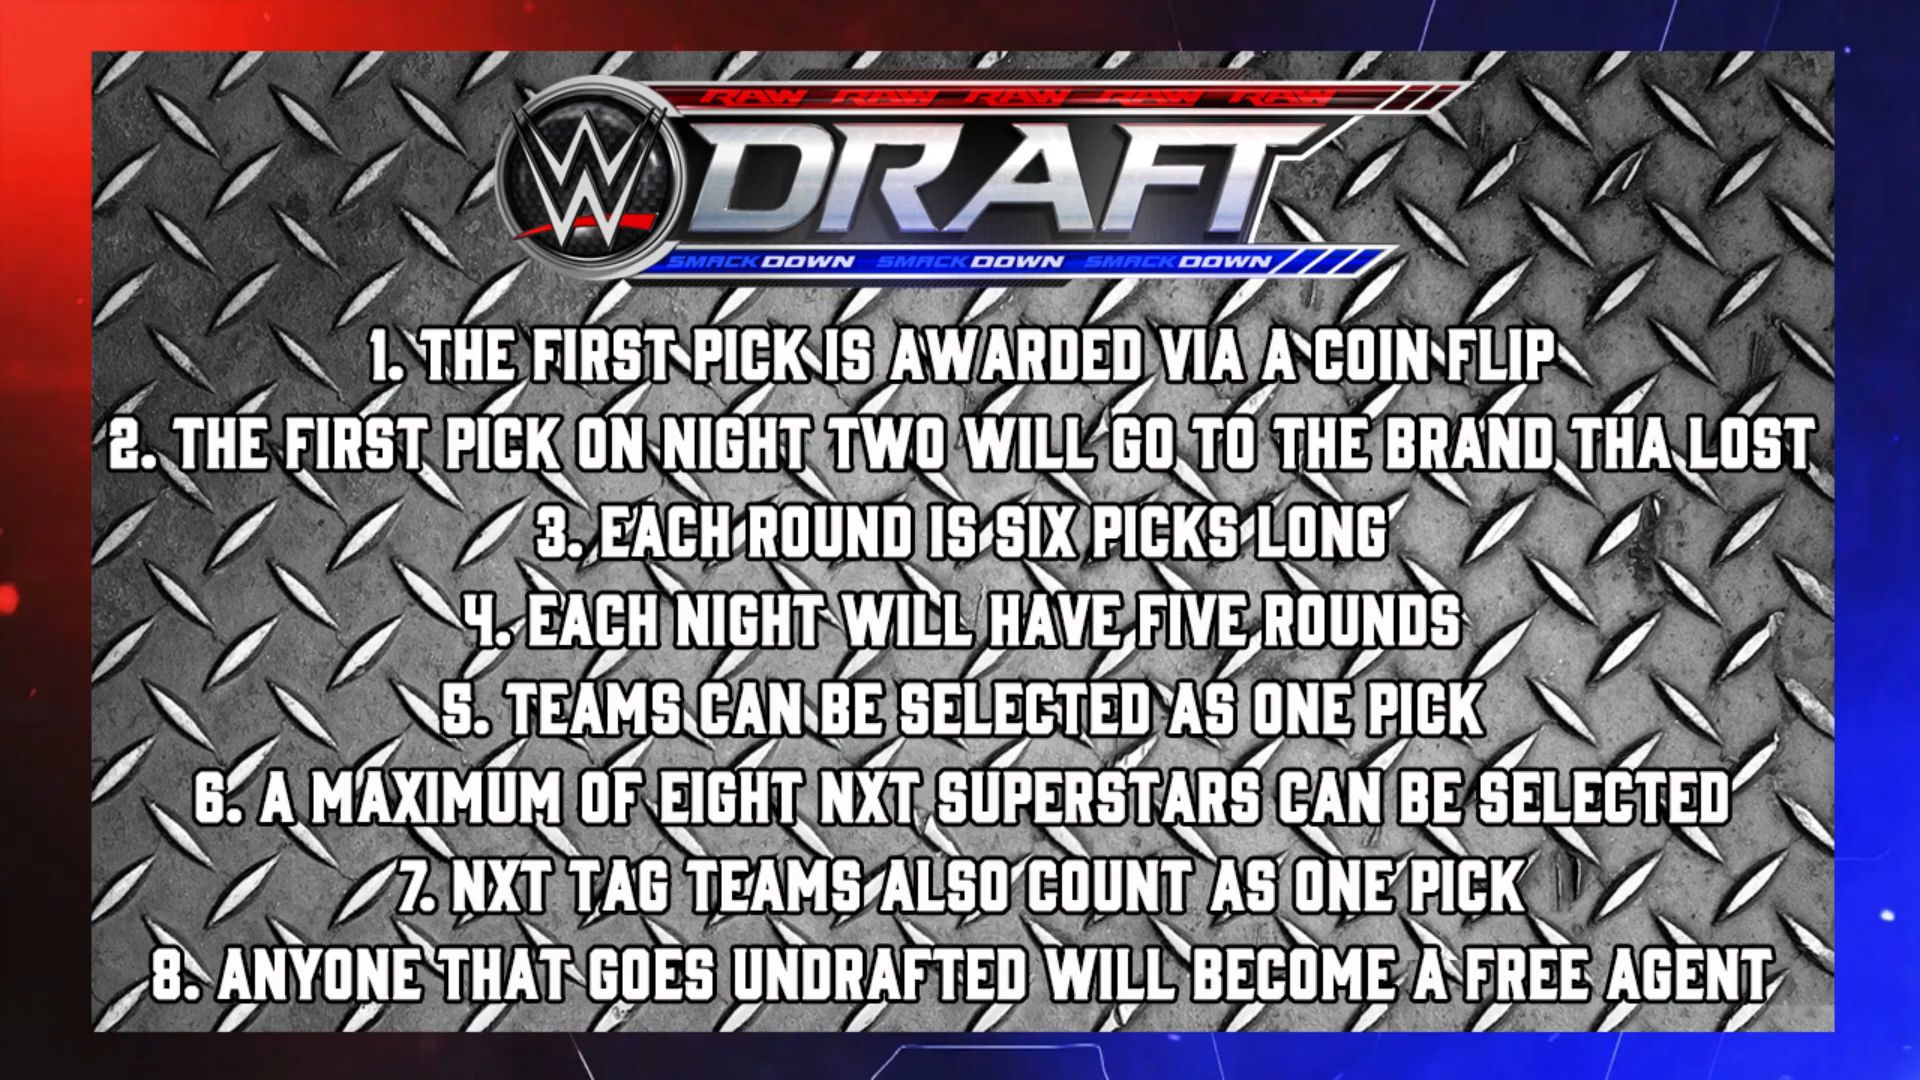 RAW RAW RAW RAW RAW
W DRAFT
SMACKDOWN SMACKDOWN SMACKDOWN
1. THE FIRST PICK IS AWARDED VIA A COIN FLIP
2. THE FIRST PICK ON NIGHT TWO WILL GO TO THE BRAND THA LOST
3. EACH ROUND IS SIX PICKS LONG
4. EACH NIGHT WILL HAVE FIVE ROUNDS
5. TEAMS CAN BE SELECTED AS ONE PICK
6. A MAXIMUM OF EIGHT NXT SUPERSTARS CAN BE SELECTED
7. NXT TAG TEAMS ALSO COUNT AS ONE PICK
8. ANYONE THAT GOES UNDRAFTED WILL BECOME A FREE AGENT